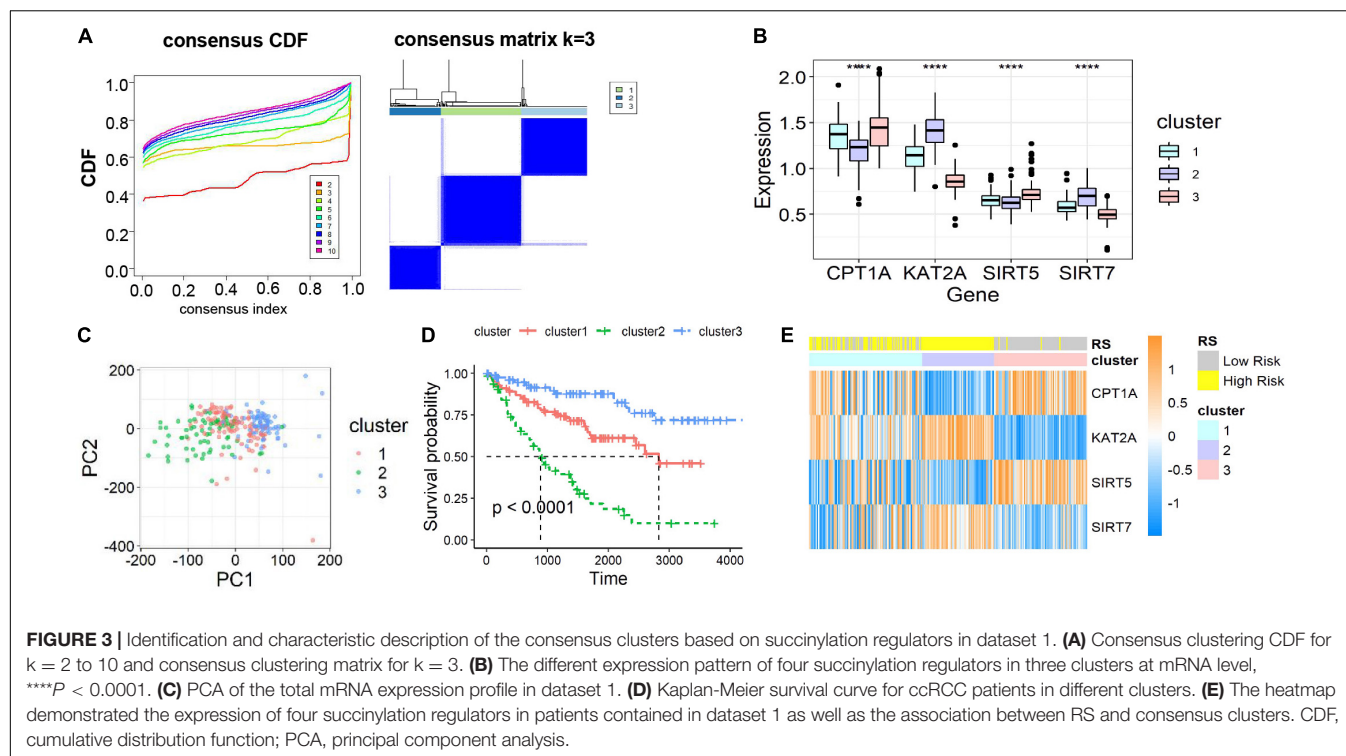 A
consensus CDF
consensus matrix k=3
CDF
1.0
0.8
0.6
0.4
0.2
0.0
0.0 0.2 0.4 0.6 0.8 1.0
consensus index
2
3
4
5
6
7
8
9
10
1
2
3
B
**** **** **** ****
Expression
2.0
1.5
1.0
0.5
CPT1A KAT2A SIRT5 SIRT7
Gene
cluster
1
2
3
C
PC2
200
0
-200
-400
-200 -100 0 100 200
PC1
cluster
1
2
3
D
cluster cluster1 cluster2 cluster3
Survival probability
1.00
0.75
0.50
0.25
0.00
p < 0.0001
0 1000 2000 3000 4000
Time
E
RS
cluster
CPT1A
KAT2A
SIRT5
SIRT7
1
0.5
0
-0.5
-1
RS
Low Risk
High Risk
cluster
1
2
3
FIGURE 3 | Identification and characteristic description of the consensus clusters based on succinylation regulators in dataset 1. (A) Consensus clustering CDF for
k = 2 to 10 and consensus clustering matrix for k = 3. (B) The different expression pattern of four succinylation regulators in three clusters at mRNA level,
****P < 0.0001. (C) PCA of the total mRNA expression profile in dataset 1. (D) Kaplan-Meier survival curve for ccRCC patients in different clusters. (E) The heatmap
demonstrated the expression of four succinylation regulators in patients contained in dataset 1 as well as the association between RS and consensus clusters. CDF,
cumulative distribution function; PCA, principal component analysis.